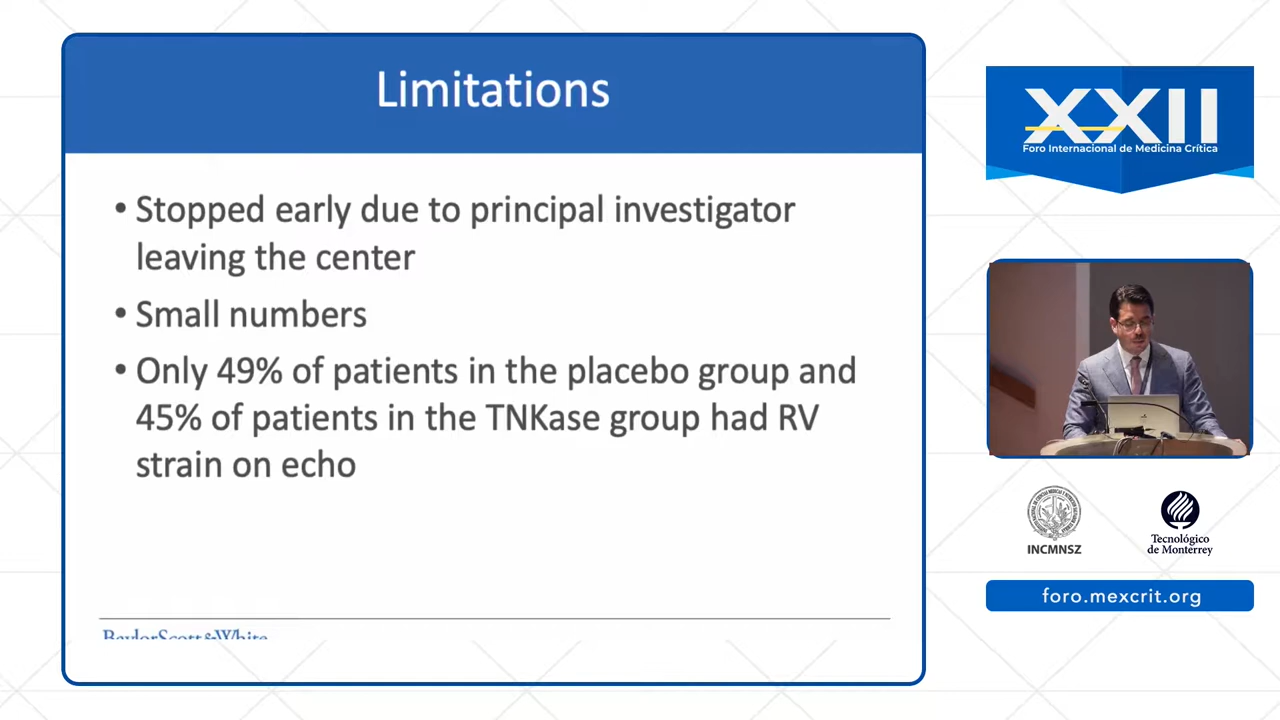 Limitations
• Stopped early due to principal investigator
leaving the center
• Small numbers
• Only 49% of patients in the placebo group and
45% of patients in the TNKase group had RV
strain on echo
BaylorScott&White
XXII
Foro Internacional de Medicina Crítica
INCMNSZ
Tecnológico
de Monterrey
foro.mexcrit.org